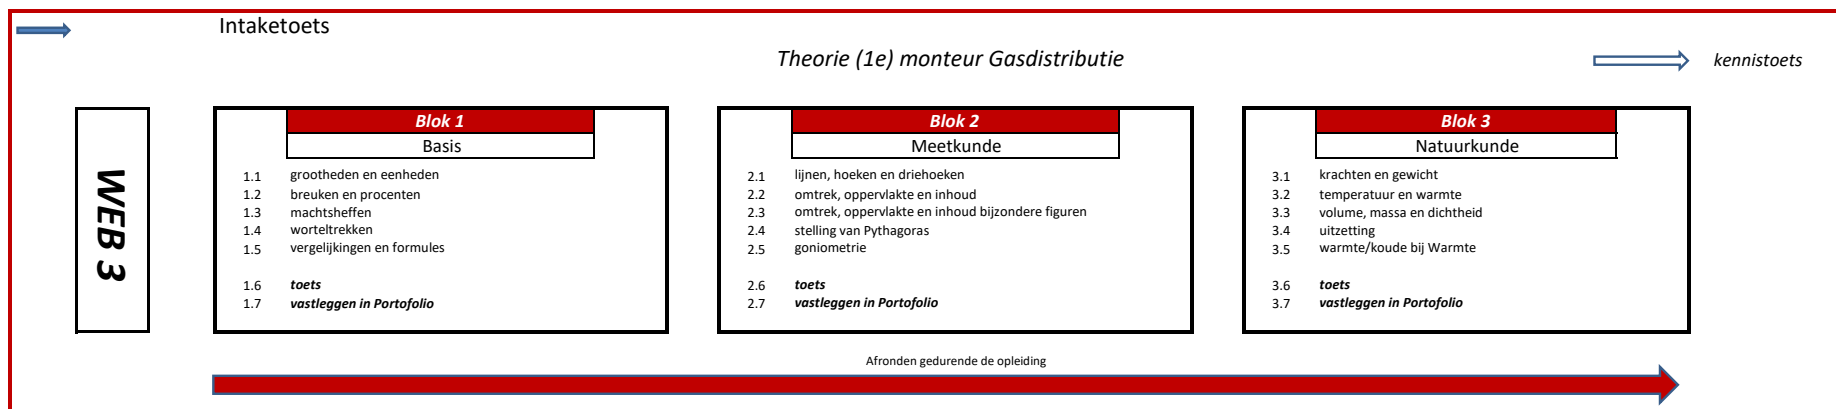 Intaketoets
Theorie (1e) monteur Gasdistributie
kennistoets
WEB 3
Blok 1
Basis
1.1 grootheden en eenheden
1.2 breuken en procenten
1.3 machtsheffen
1.4 worteltrekken
1.5 vergelijkingen en formules
1.6 toets
1.7 vastleggen in Portofolio
Blok 2
Meetkunde
2.1 lijnen, hoeken en driehoeken
2.2 omtrek, oppervlakte en inhoud
2.3 omtrek, oppervlakte en inhoud bijzondere figuren
2.4 stelling van Pythagoras
2.5 goniometrie
2.6 toets
2.7 vastleggen in Portofolio
Blok 3
Natuurkunde
3.1 krachten en gewicht
3.2 temperatuur en warmte
3.3 volume, massa en dichtheid
3.4 uitzetting
3.5 warmte/koude bij Warmte
3.6 toets
3.7 vastleggen in Portofolio
Afronden gedurende de opleiding